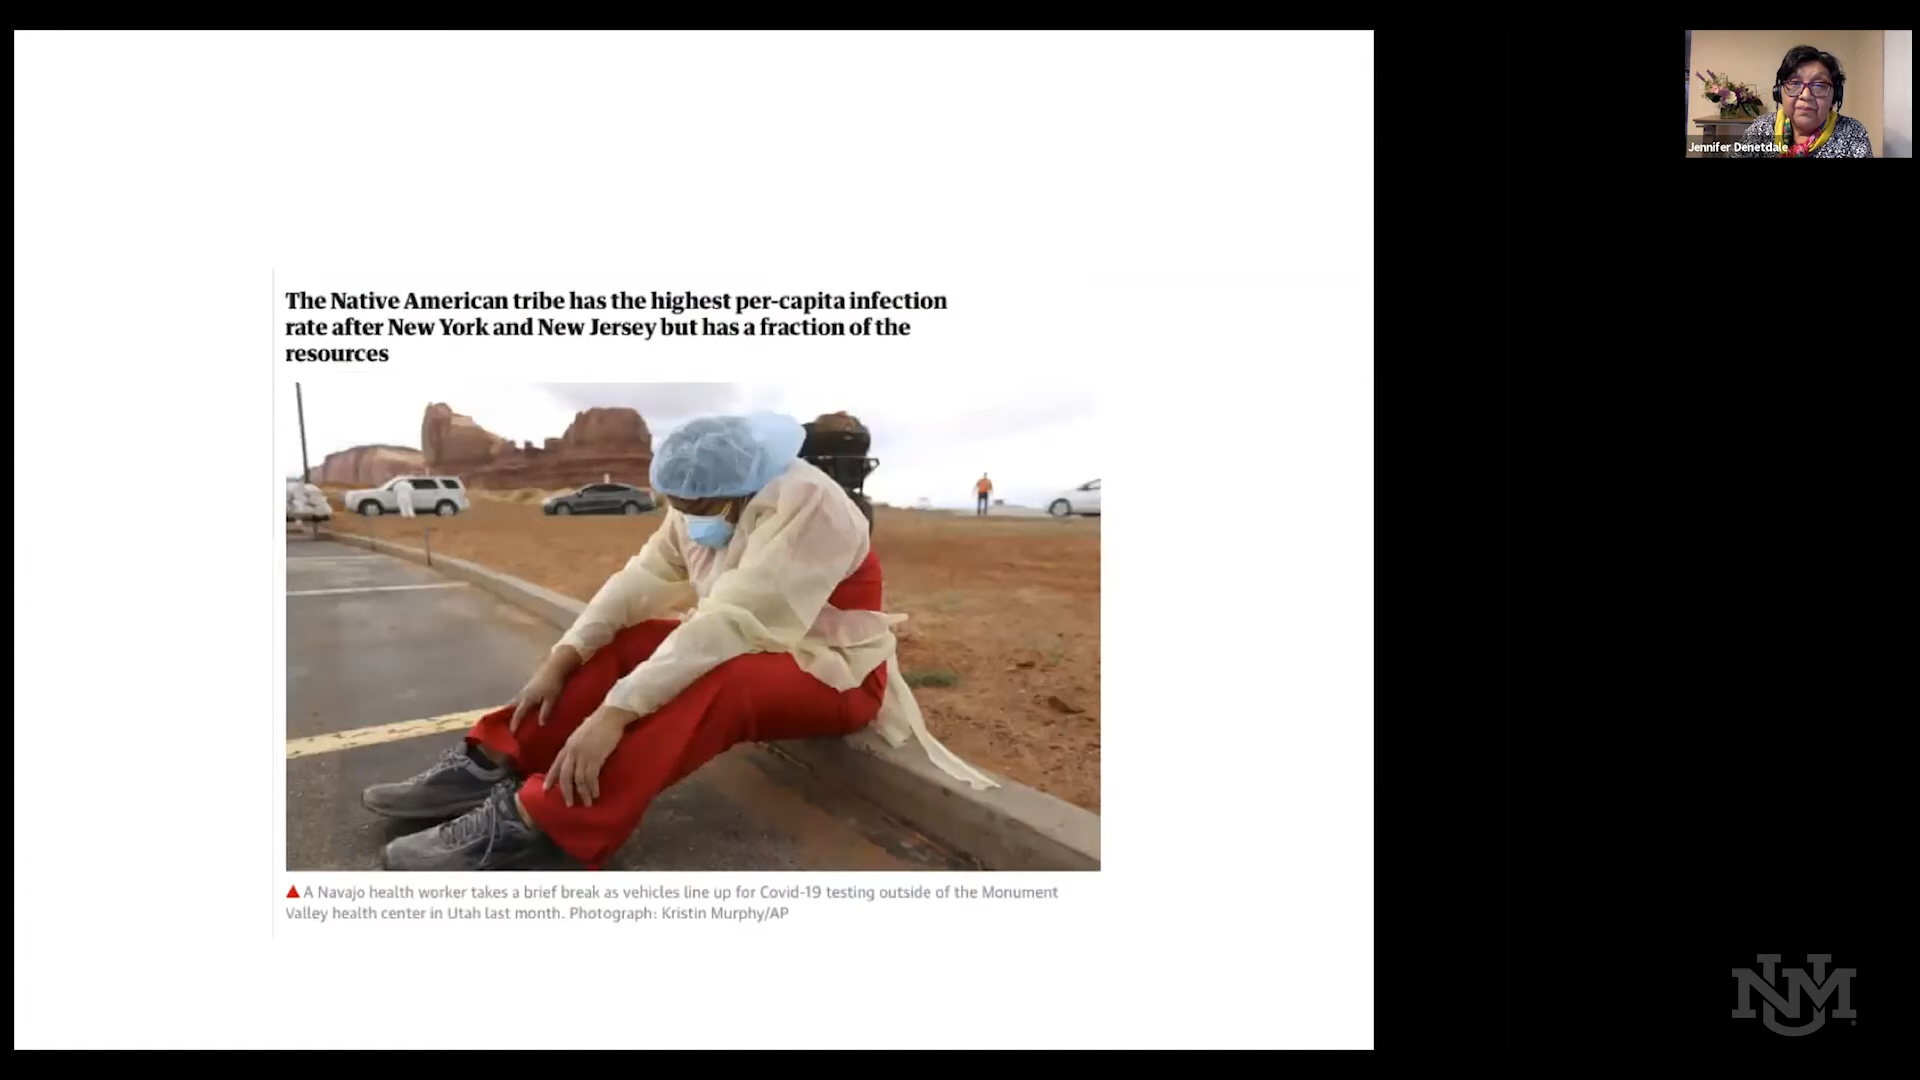 Jennifer Denetdale
The Native American tribe has the highest per-capita infection
rate after New York and New Jersey but has a fraction of the
resources
A Navajo health worker takes a brief break as vehicles line up for Covid-19 testing outside of the Monument
Valley health center in Utah last month. Photograph: Kristin Murphy/AP
UNM